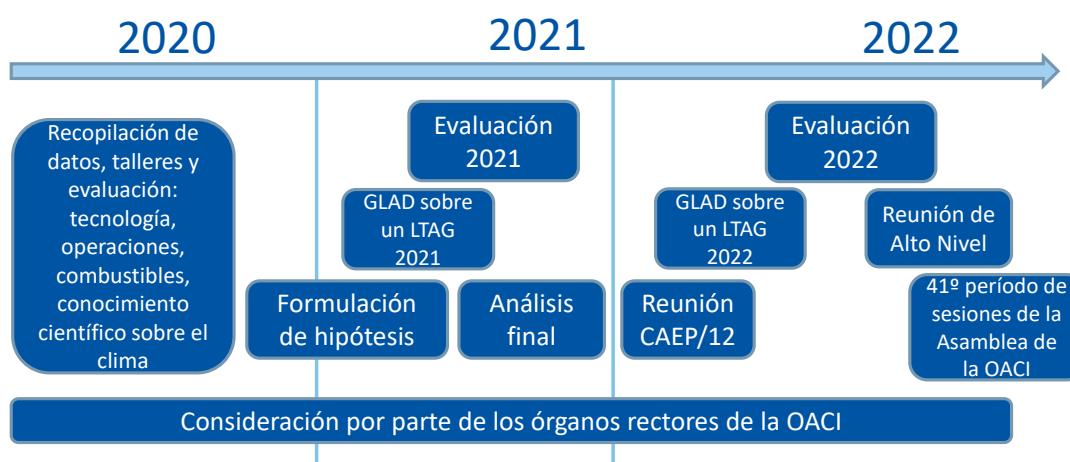 2020
2021
2022
Recopilación de
datos, talleres y
evaluación:
tecnología,
operaciones,
combustibles,
conocimiento
científico sobre el
clima
Evaluación
2021
GLAD sobre
un LTAG
2021
Formulación
de hipótesis
Análisis
final
Evaluación
2022
GLAD sobre
un LTAG
2022
Reunión de
Alto Nivel
Reunión
CAEP/12
41º período de
sesiones de la
Asamblea de
la OACI
Consideración por parte de los órganos rectores de la OACI